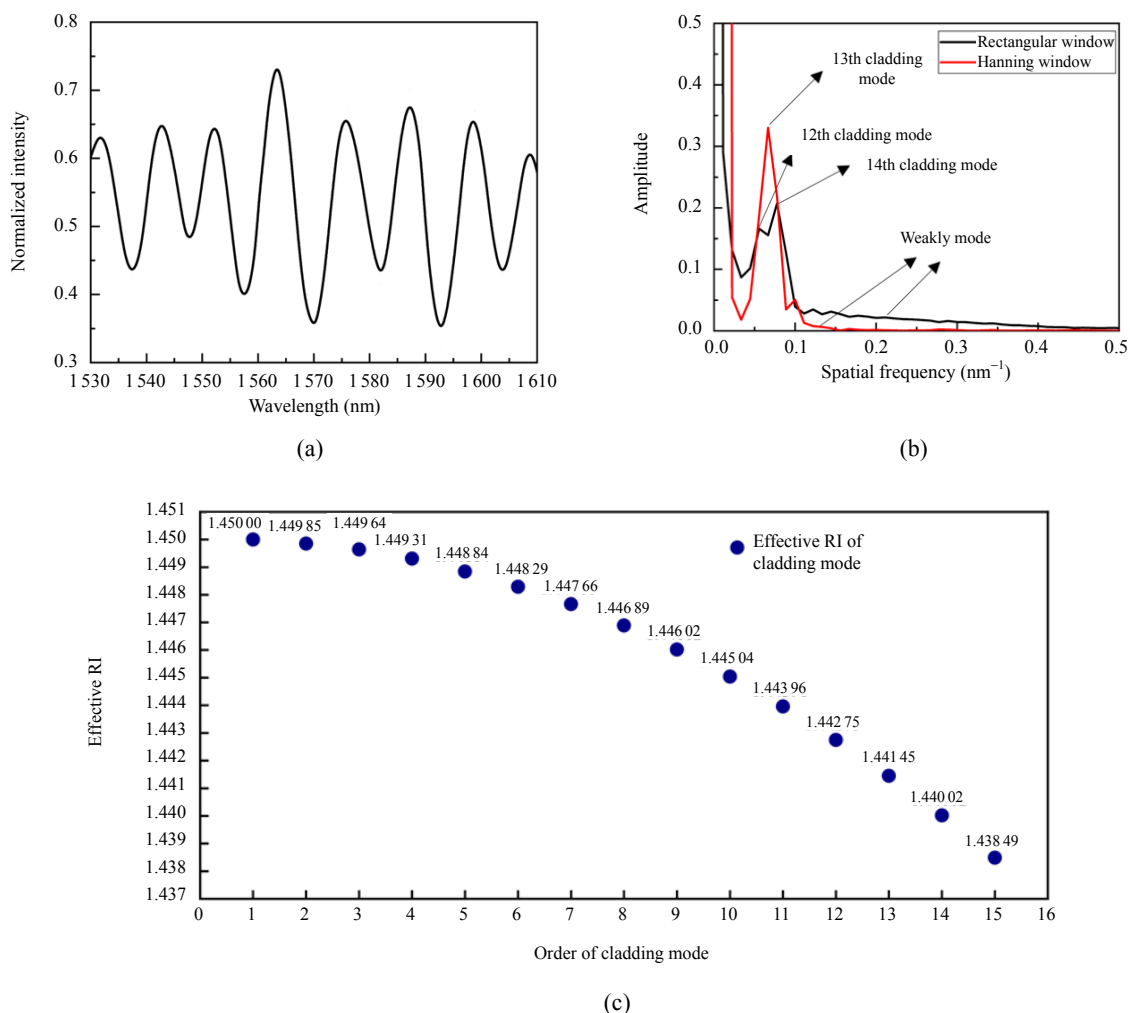 0.8
0.7
0.6
0.5
0.4
0.3
Normalized intensity
1 530 1 540 1 550 1 560 1 570 1 580 1 590 1 600 1 610
Wavelength (nm)
(a)
0.5
0.4
0.3
0.2
0.1
0.0
Amplitude
Rectangular window
Hanning window
13th cladding
mode
12th cladding mode
14th cladding mode
Weakly mode
0.0 0.1 0.2 0.3 0.4 0.5
Spatial frequency (nm⁻¹)
(b)
1.451
1.450
1.449
1.448
1.447
1.446
1.445
1.444
1.443
1.442
1.441
1.440
1.439
1.438
1.437
Effective RI
1.450 00
1.449 85
1.449 64
1.449 31
1.448 84
1.448 29
1.447 66
1.446 89
1.446 02
1.445 04
1.443 96
1.442 75
1.441 45
1.440 02
1.438 49
Effective RI of
cladding mode
0 1 2 3 4 5 6 7 8 9 10 11 12 13 14 15 16
Order of cladding mode
(c)